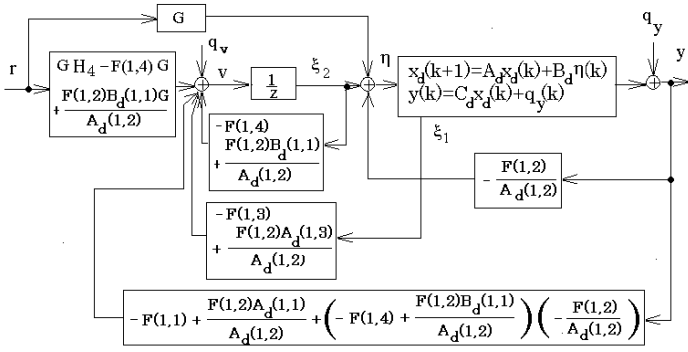 G
q_v
q_y
r
G H_4 – F(1,4) G
+ F(1,2)B_d(1,1)G
A_d(1,2)
v
1
z
ξ_2
η
x_d(k+1)=A_d x_d(k)+B_d η(k)
y(k)=C_d x_d(k)+q_y(k)
y
ξ_1
– F(1,4)
+ F(1,2)B_d(1,1)
A_d(1,2)
– F(1,2)
A_d(1,2)
– F(1,3)
+ F(1,2)A_d(1,3)
A_d(1,2)
– F(1,1) + F(1,2)A_d(1,1)/A_d(1,2) + ( – F(1,4) + F(1,2)B_d(1,1)/A_d(1,2) ) ( – F(1,2)/A_d(1,2) )